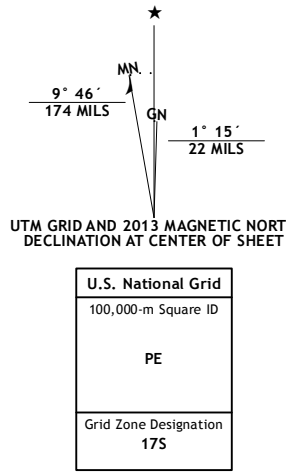 MN
9° 46´
174 MILS
GN
1° 15´
22 MILS
UTM GRID AND 2013 MAGNETIC NORT
DECLINATION AT CENTER OF SHEET
U.S. National Grid
100,000-m Square ID
PE
Grid Zone Designation
17S